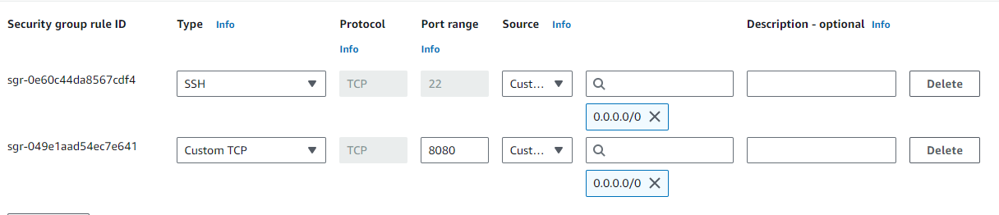 Security group rule ID Type Info Protocol Info Port range Info Source Info Description - optional Info
sgr-0e60c44da8567cdf4 SSH TCP 22 Cust... Delete
0.0.0.0/0
sgr-049e1aad54ec7e641 Custom TCP TCP 8080 Cust... Delete
0.0.0.0/0